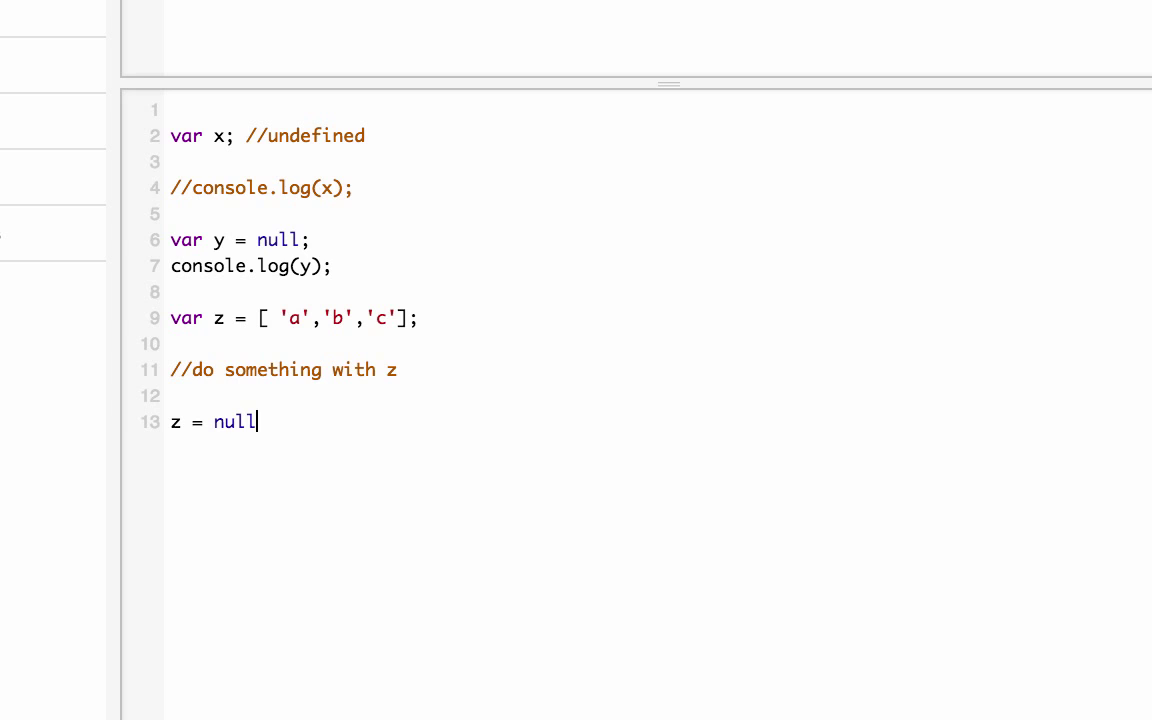 1
2 var x; //undefined
3
4 //console.log(x);
5
6 var y = null;
7 console.log(y);
8
9 var z = [ 'a','b','c'];
10
11 //do something with z
12
13 z = null